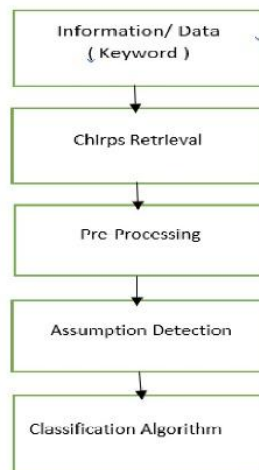 Information/ Data
( Keyword )
Chirps Retrieval
Pre-Processing
Assumption Detection
Classification Algorithm